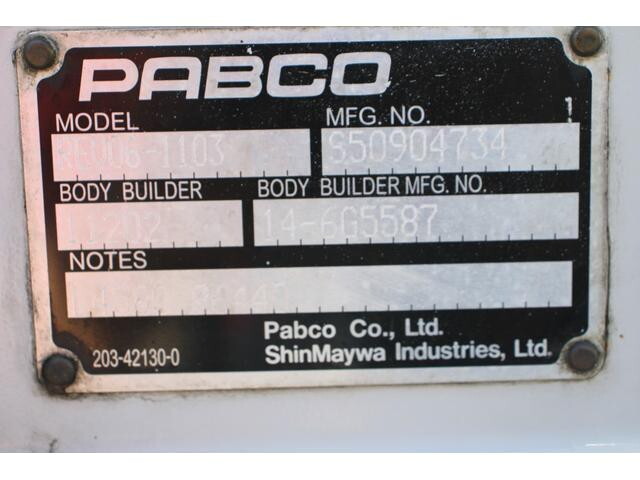 PABCO
MODEL MFG. NO. 1
S50904734
BODY BUILDER BODY BUILDER MFG. NO.
11202 14-6G5587
NOTES
Pabco Co., Ltd.
203-42130-0 ShinMaywa Industries, Ltd.